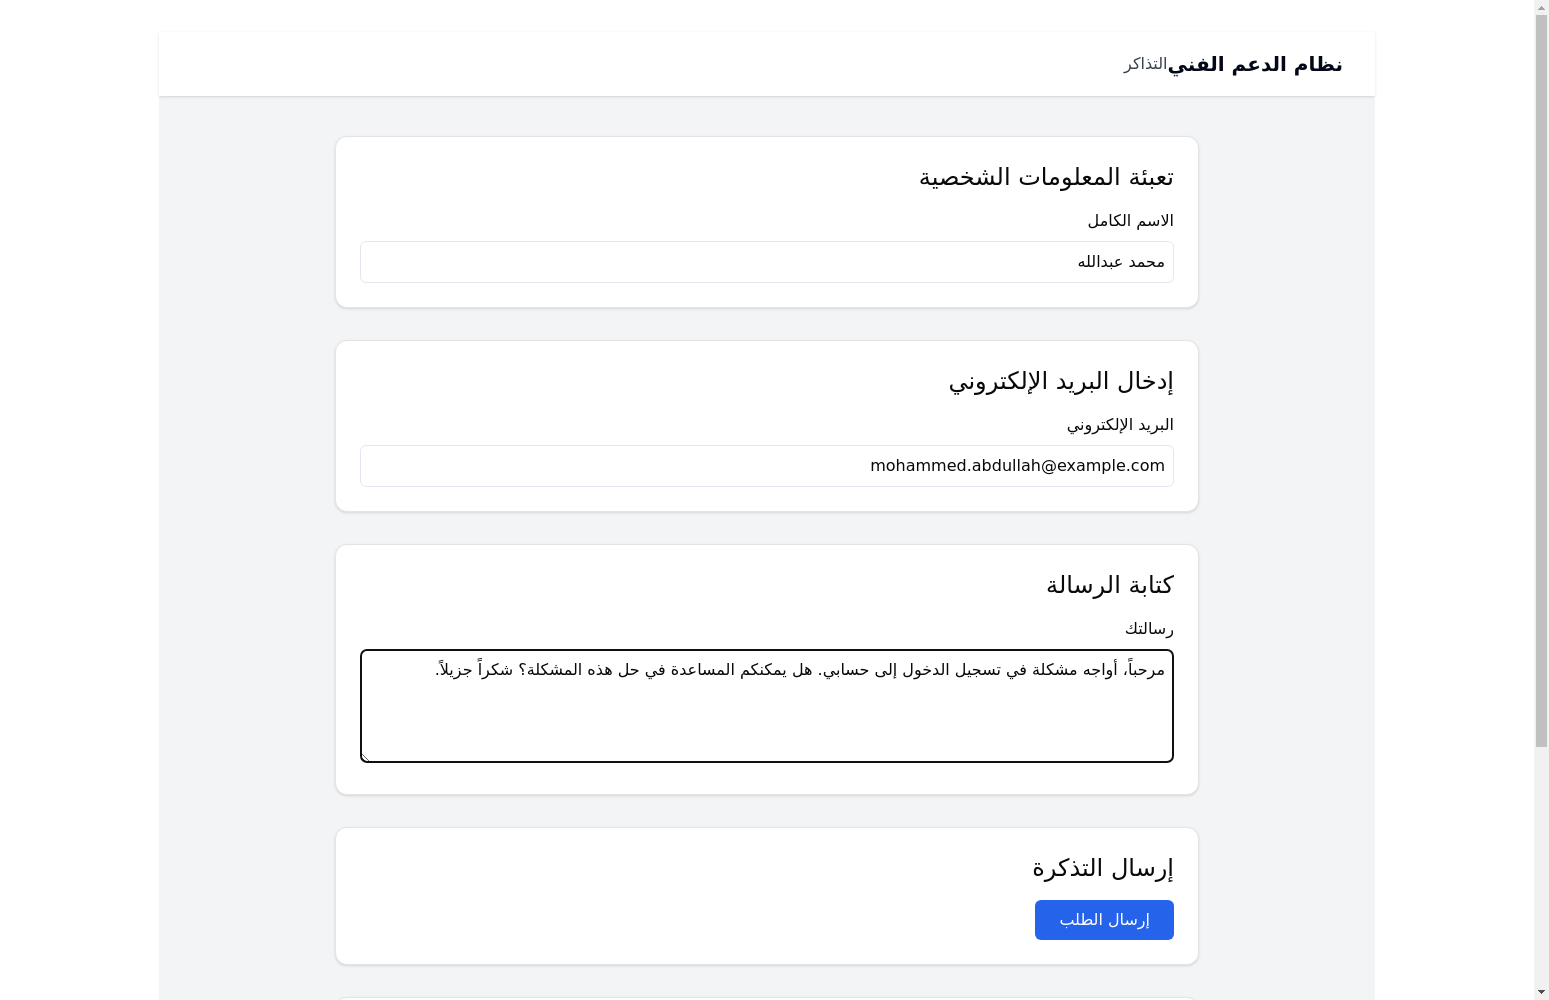 نظام الدعم الفني
التذاكر
تعبئة المعلومات الشخصية
الاسم الكامل
محمد عبدالله
إدخال البريد الإلكتروني
البريد الإلكتروني
mohammed.abdullah@example.com
كتابة الرسالة
رسالتك
مرحباً، أواجه مشكلة في تسجيل الدخول إلى حسابي. هل يمكنكم المساعدة في حل هذه المشكلة؟ شكراً جزيلاً.
إرسال التذكرة
إرسال الطلب